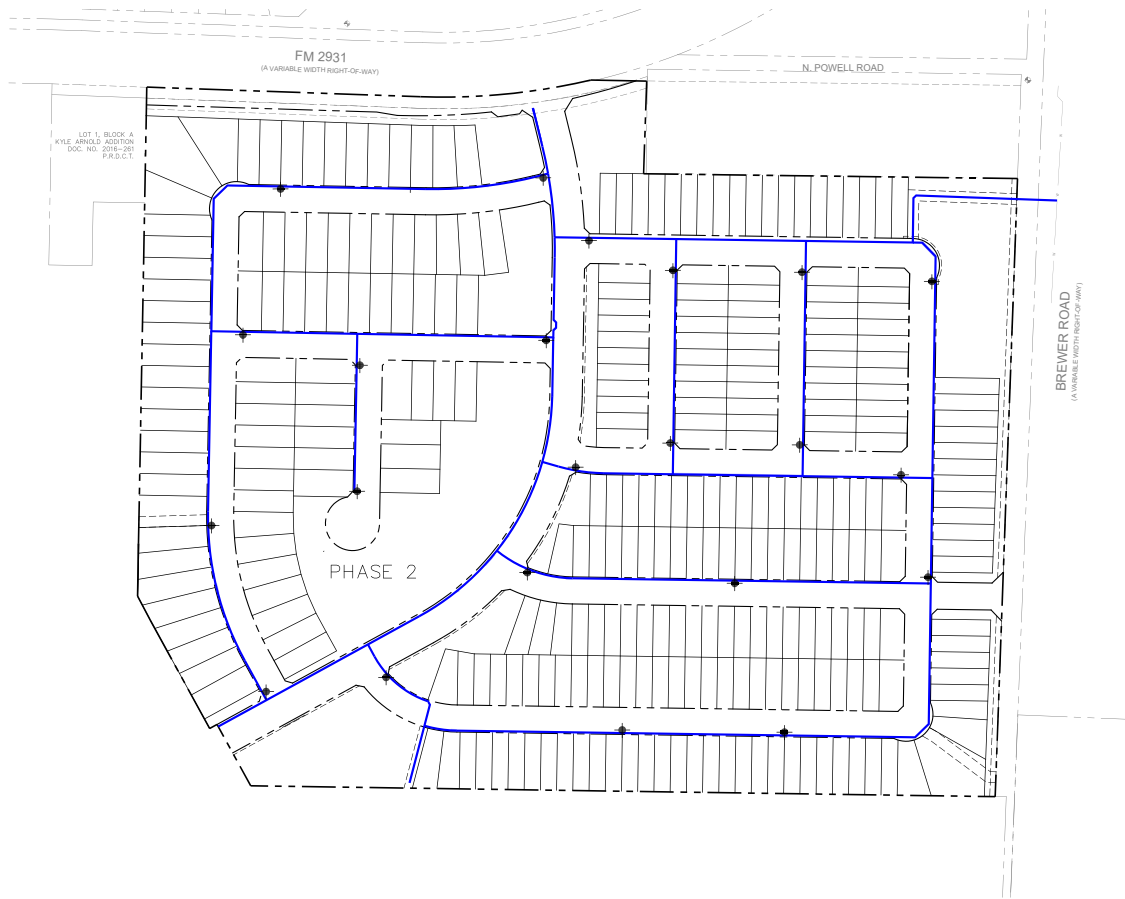 FM 2931
(A VARIABLE WIDTH RIGHT-OF-WAY)
N. POWELL ROAD
LOT 1, BLOCK A
KYLE ARNOLD ADDITION
DOC. NO. 2016-261
P.R.D.C.T.
BREWER ROAD
(A VARIABLE WIDTH RIGHT-OF-WAY)
PHASE 2